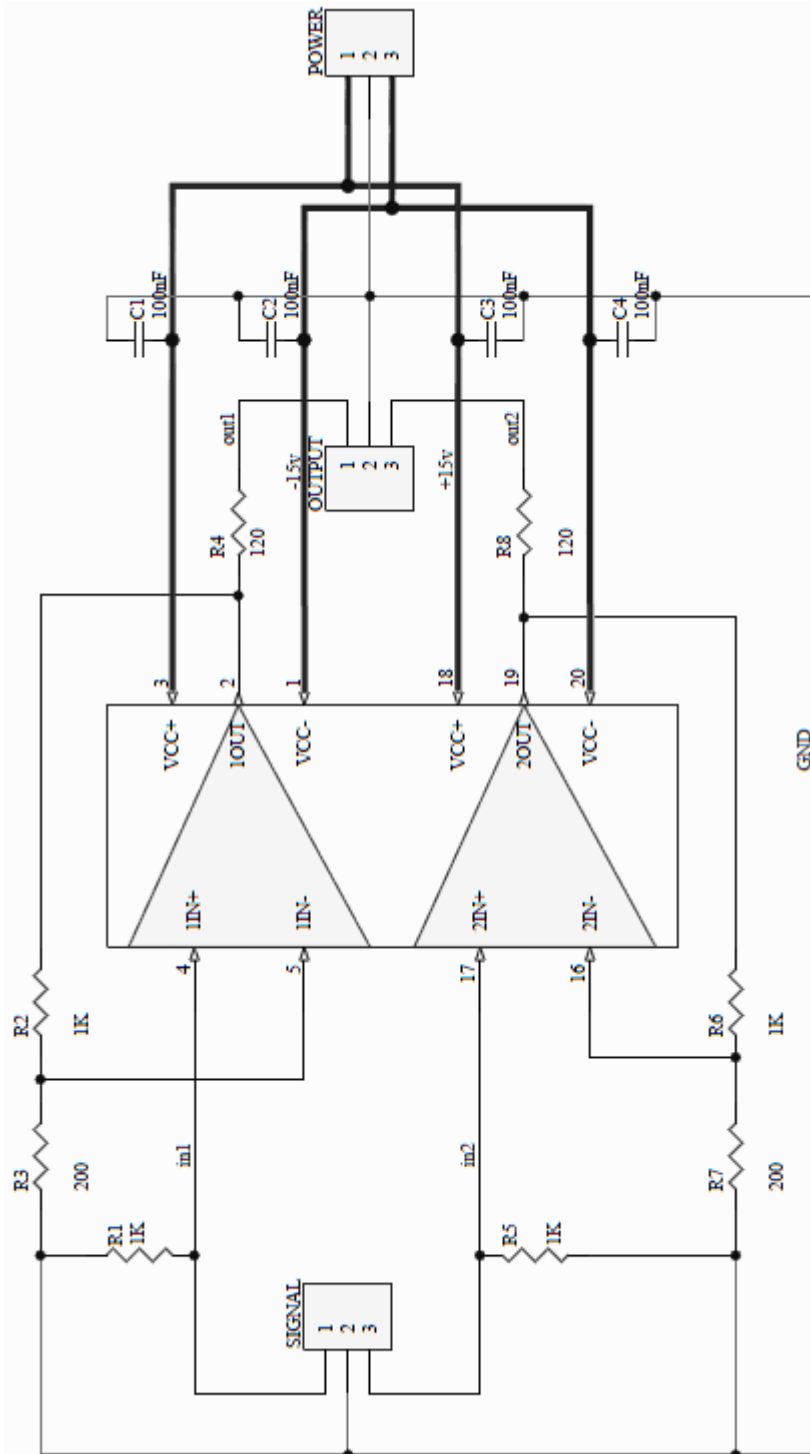 POWER
1
2
3
C1
100nF
C2
100nF
C3
100nF
C4
100nF
out1
-15v
OUTPUT
1
2
3
+15v
out2
R4
120
R8
120
3
2
1
18
19
20
VCC+
1OUT
VCC-
VCC+
2OUT
VCC-
GND
1IN+
1IN-
2IN+
2IN-
4
5
17
16
R2
1K
R6
1K
R3
200
in1
in2
R7
200
R1
1K
R5
1K
SIGNAL
1
2
3